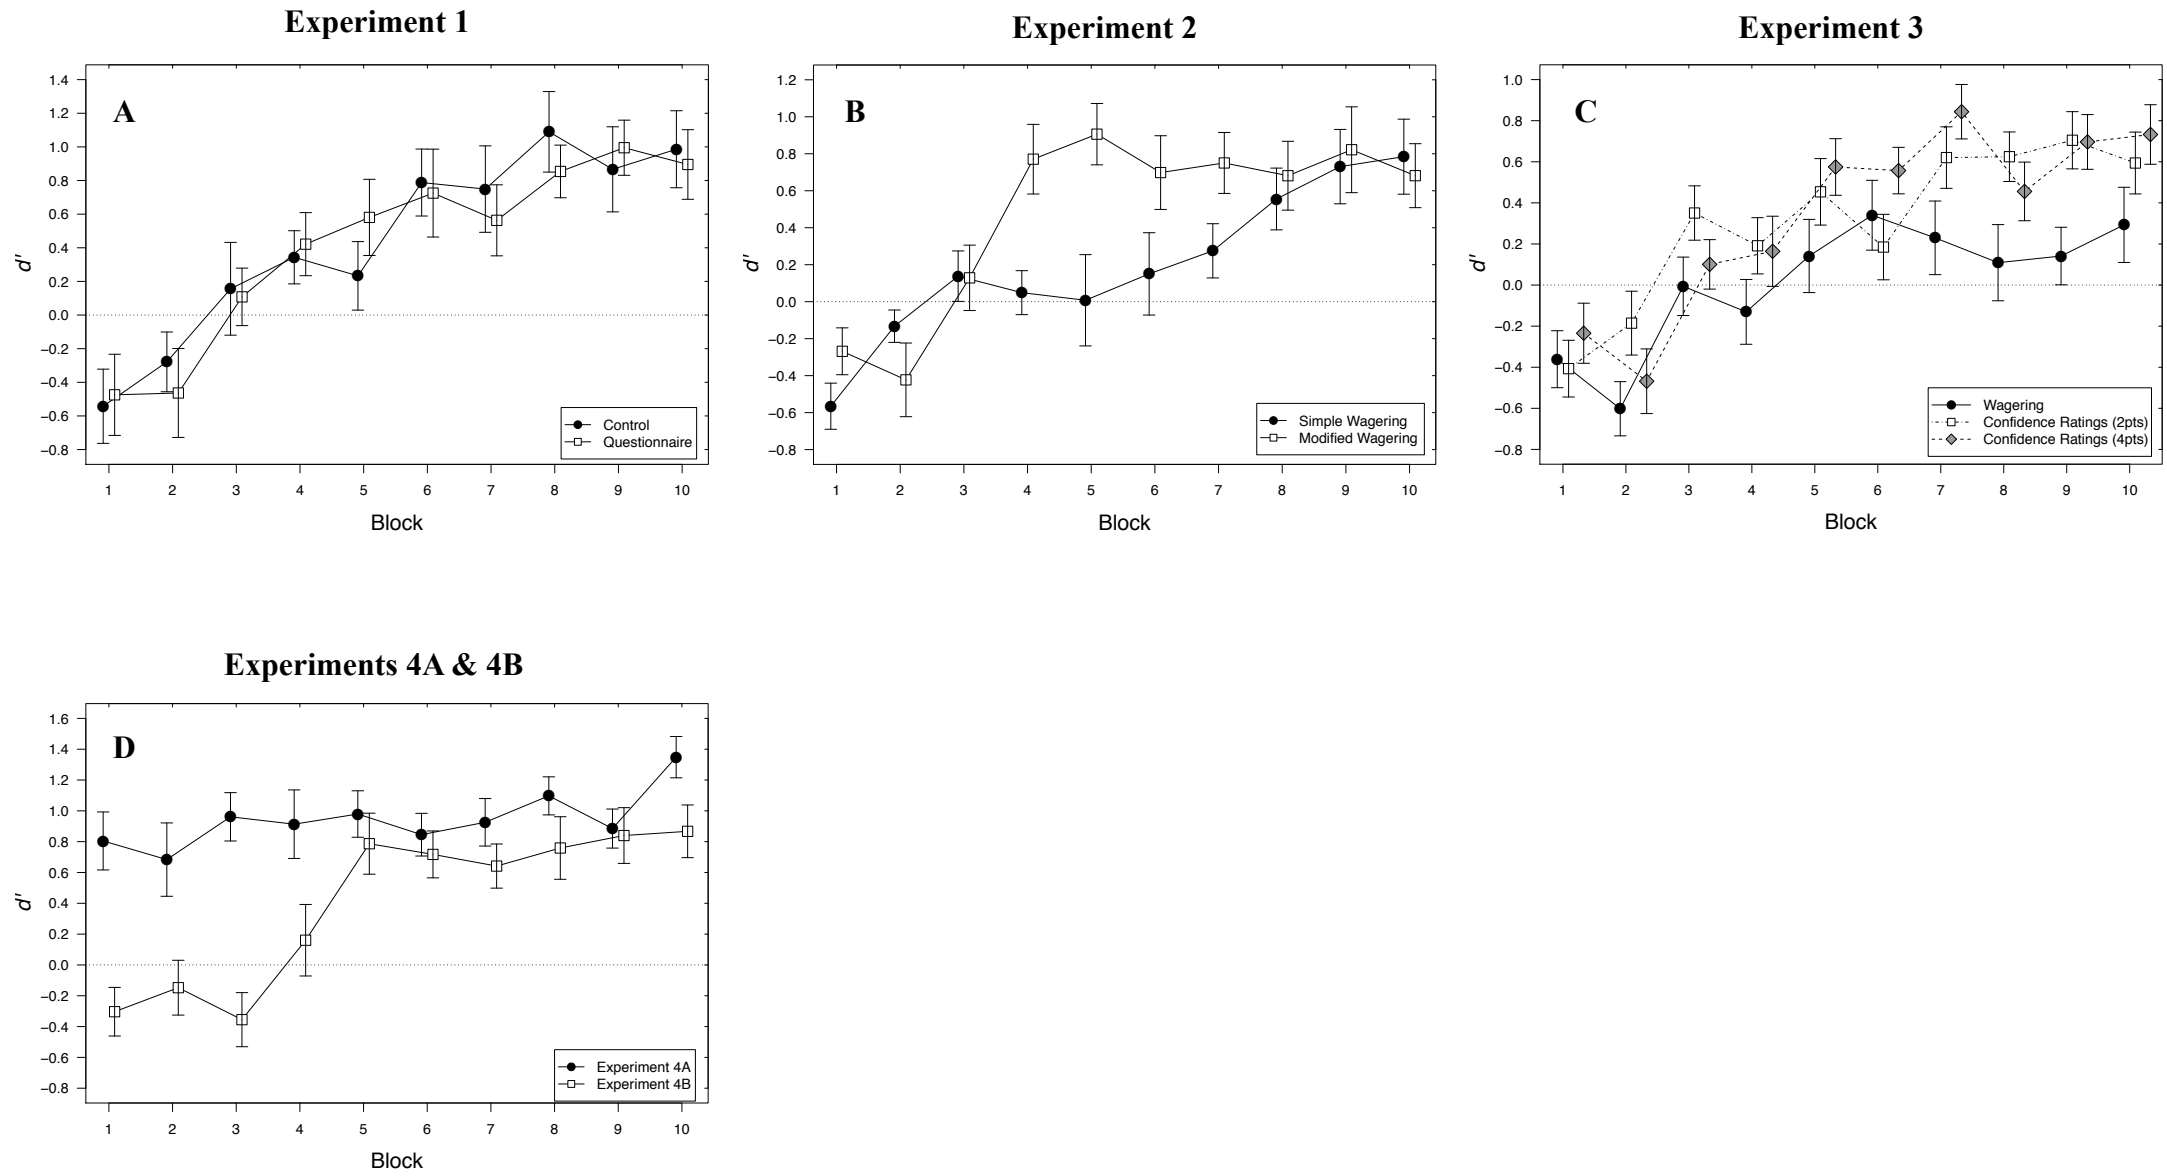 Experiment 1
A
1.4
1.2
1.0
0.8
0.6
0.4
0.2
0.0
−0.2
−0.4
−0.6
−0.8
d'
Control
Questionnaire
1 2 3 4 5 6 7 8 9 10
Block
Experiment 2
B
1.2
1.0
0.8
0.6
0.4
0.2
0.0
−0.2
−0.4
−0.6
−0.8
d'
Simple Wagering
Modified Wagering
1 2 3 4 5 6 7 8 9 10
Block
Experiment 3
C
1.0
0.8
0.6
0.4
0.2
0.0
−0.2
−0.4
−0.6
−0.8
d'
Wagering
Confidence Ratings (2pts)
Confidence Ratings (4pts)
1 2 3 4 5 6 7 8 9 10
Block
Experiments 4A & 4B
D
1.6
1.4
1.2
1.0
0.8
0.6
0.4
0.2
0.0
−0.2
−0.4
−0.6
−0.8
d'
Experiment 4A
Experiment 4B
1 2 3 4 5 6 7 8 9 10
Block